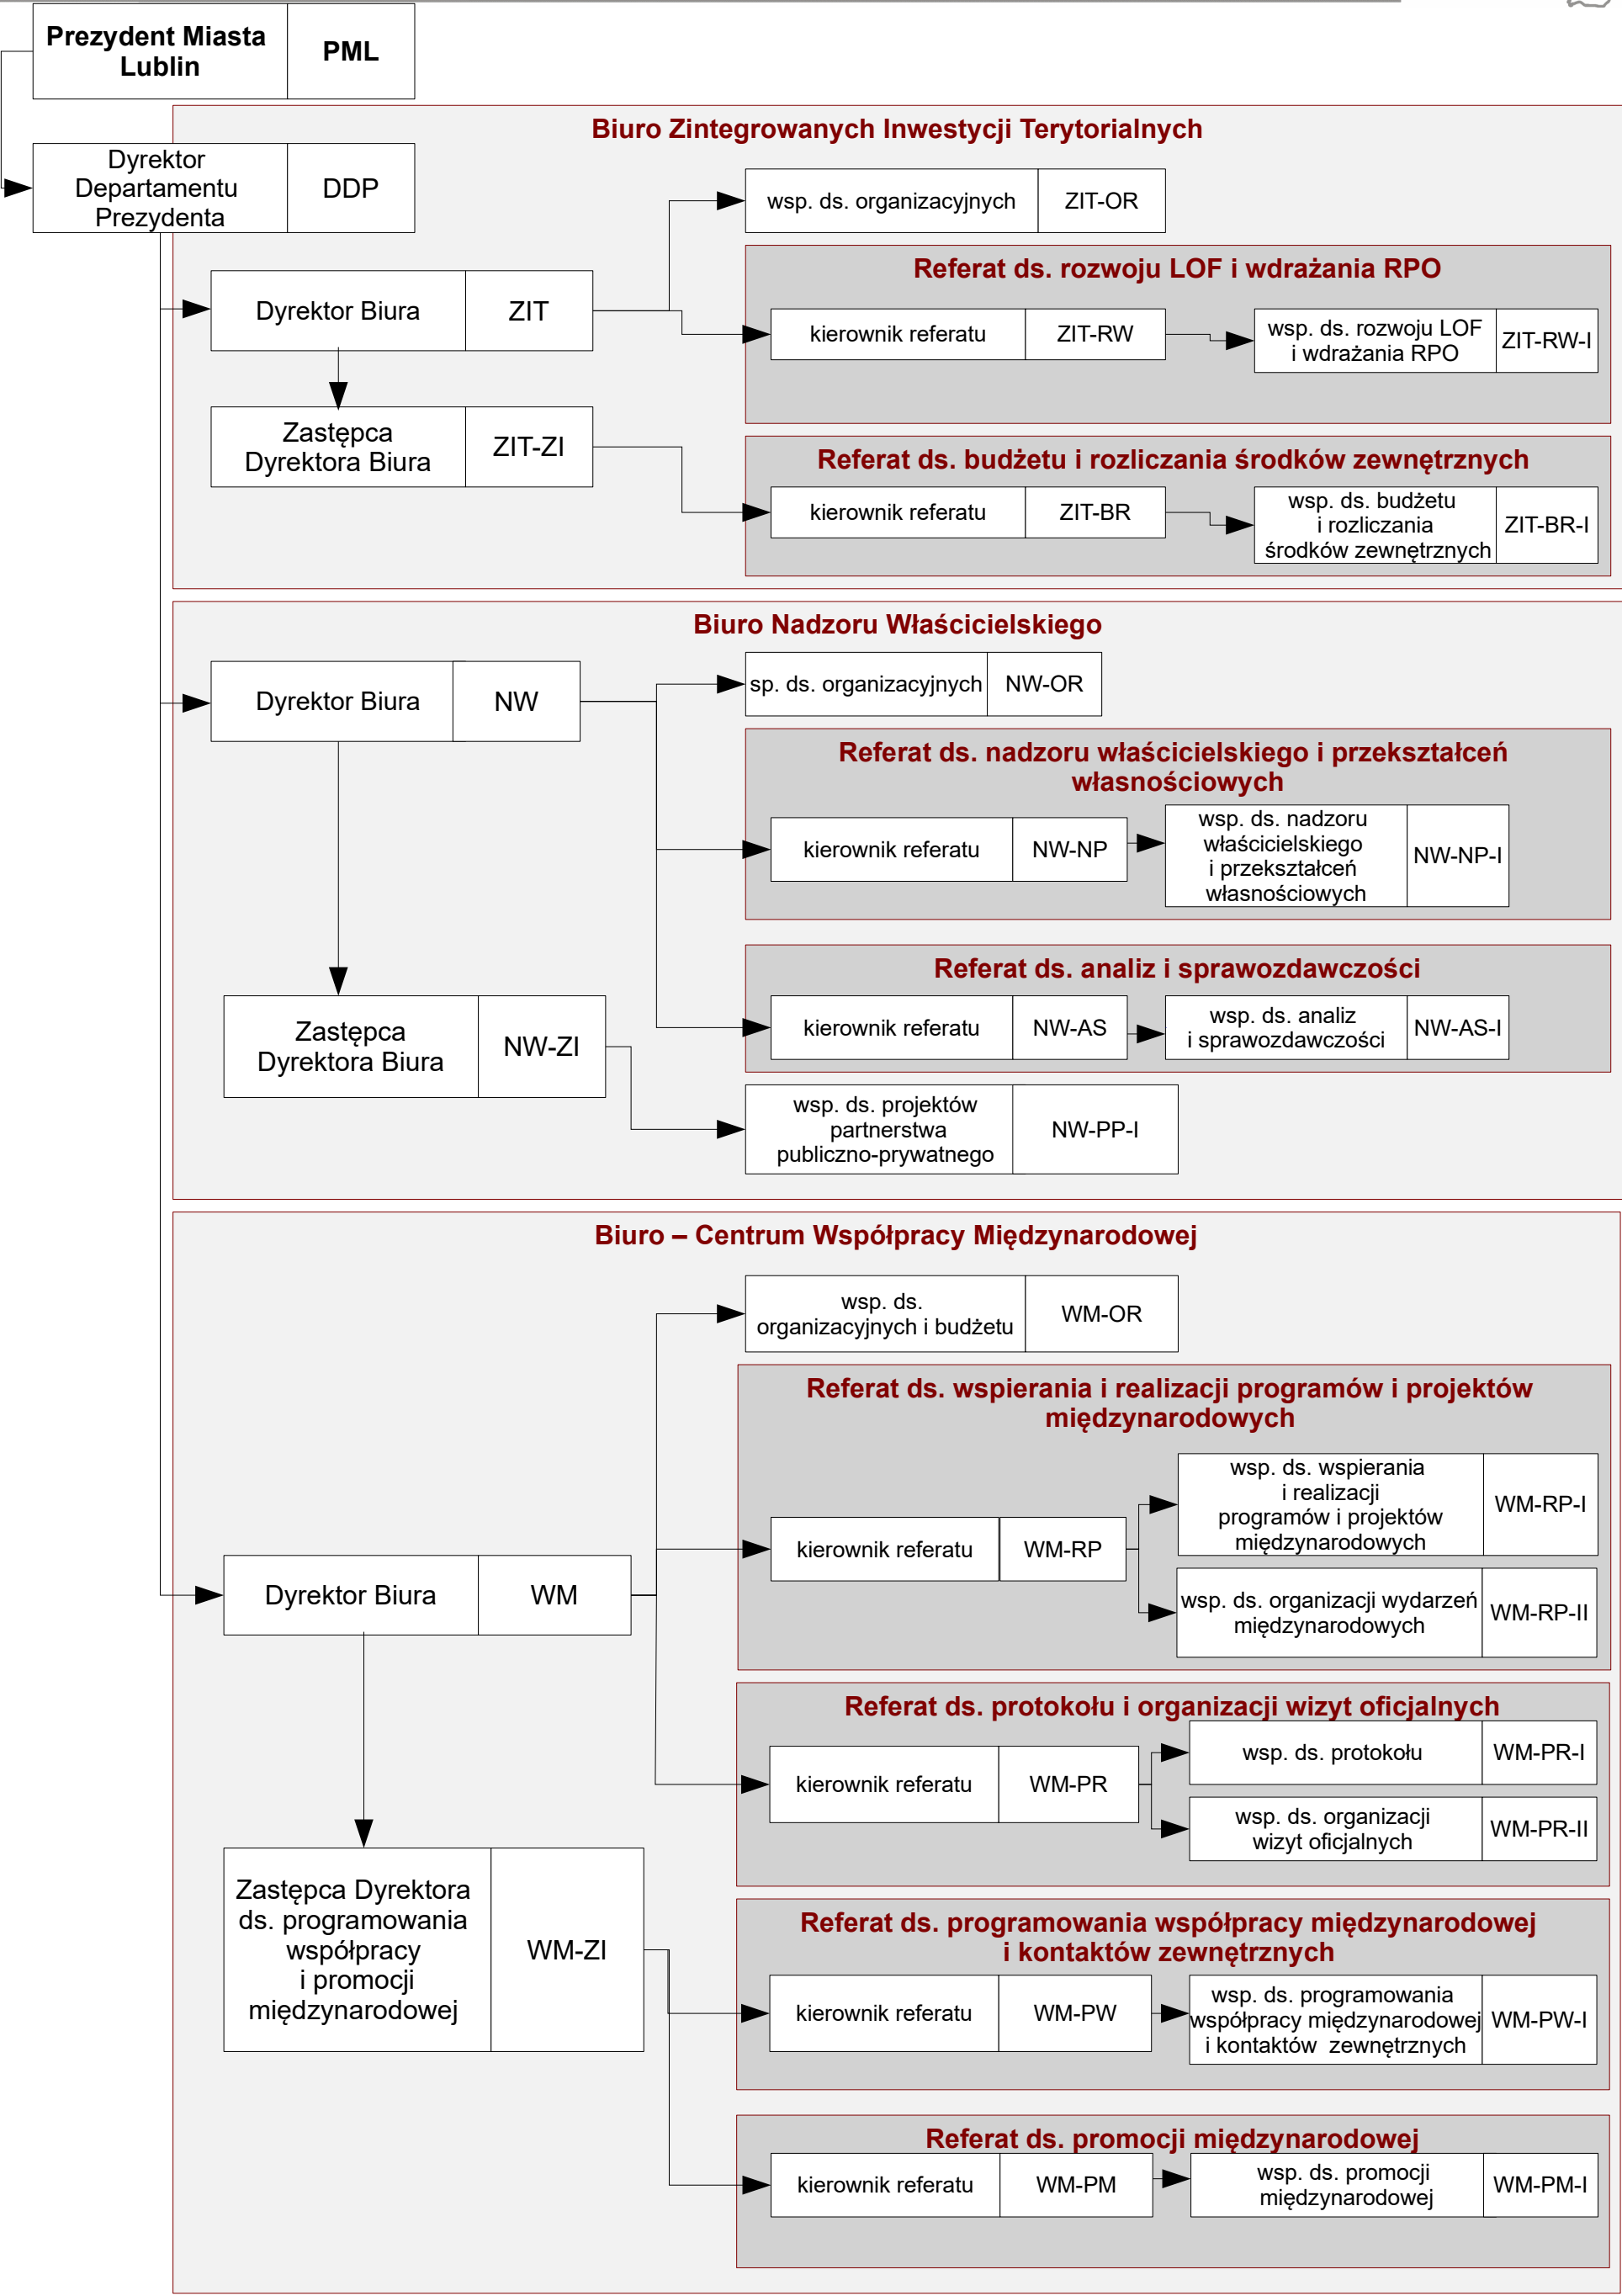 Prezydent Miasta
Lublin
PML
Dyrektor
Departamentu
Prezydenta
DDP
Biuro Zintegrowanych Inwestycji Terytorialnych
wsp. ds. organizacyjnych
ZIT-OR
Referat ds. rozwoju LOF i wdrażania RPO
Dyrektor Biura
ZIT
kierownik referatu
ZIT-RW
wsp. ds. rozwoju LOF
i wdrażania RPO
ZIT-RW-I
Zastępca
Dyrektora Biura
ZIT-ZI
Referat ds. budżetu i rozliczania środków zewnętrznych
kierownik referatu
ZIT-BR
wsp. ds. budżetu
i rozliczania
środków zewnętrznych
ZIT-BR-I
Biuro Nadzoru Właścicielskiego
Dyrektor Biura
NW
sp. ds. organizacyjnych
NW-OR
Referat ds. nadzoru właścicielskiego i przekształceń
własnościowych
kierownik referatu
NW-NP
wsp. ds. nadzoru
właścicielskiego
i przekształceń
własnościowych
NW-NP-I
Referat ds. analiz i sprawozdawczości
Zastępca
Dyrektora Biura
NW-ZI
kierownik referatu
NW-AS
wsp. ds. analiz
i sprawozdawczości
NW-AS-I
wsp. ds. projektów
partnerstwa
publiczno-prywatnego
NW-PP-I
Biuro – Centrum Współpracy Międzynarodowej
wsp. ds.
organizacyjnych i budżetu
WM-OR
Referat ds. wspierania i realizacji programów i projektów
międzynarodowych
Dyrektor Biura
WM
kierownik referatu
WM-RP
wsp. ds. wspierania
i realizacji
programów i projektów
międzynarodowych
WM-RP-I
wsp. ds. organizacji wydarzeń
międzynarodowych
WM-RP-II
Referat ds. protokołu i organizacji wizyt oficjalnych
kierownik referatu
WM-PR
wsp. ds. protokołu
WM-PR-I
wsp. ds. organizacji
wizyt oficjalnych
WM-PR-II
Zastępca Dyrektora
ds. programowania
współpracy
i promocji
międzynarodowej
WM-ZI
Referat ds. programowania współpracy międzynarodowej
i kontaktów zewnętrznych
kierownik referatu
WM-PW
wsp. ds. programowania
współpracy międzynarodowej
i kontaktów zewnętrznych
WM-PW-I
Referat ds. promocji międzynarodowej
kierownik referatu
WM-PM
wsp. ds. promocji
międzynarodowej
WM-PM-I